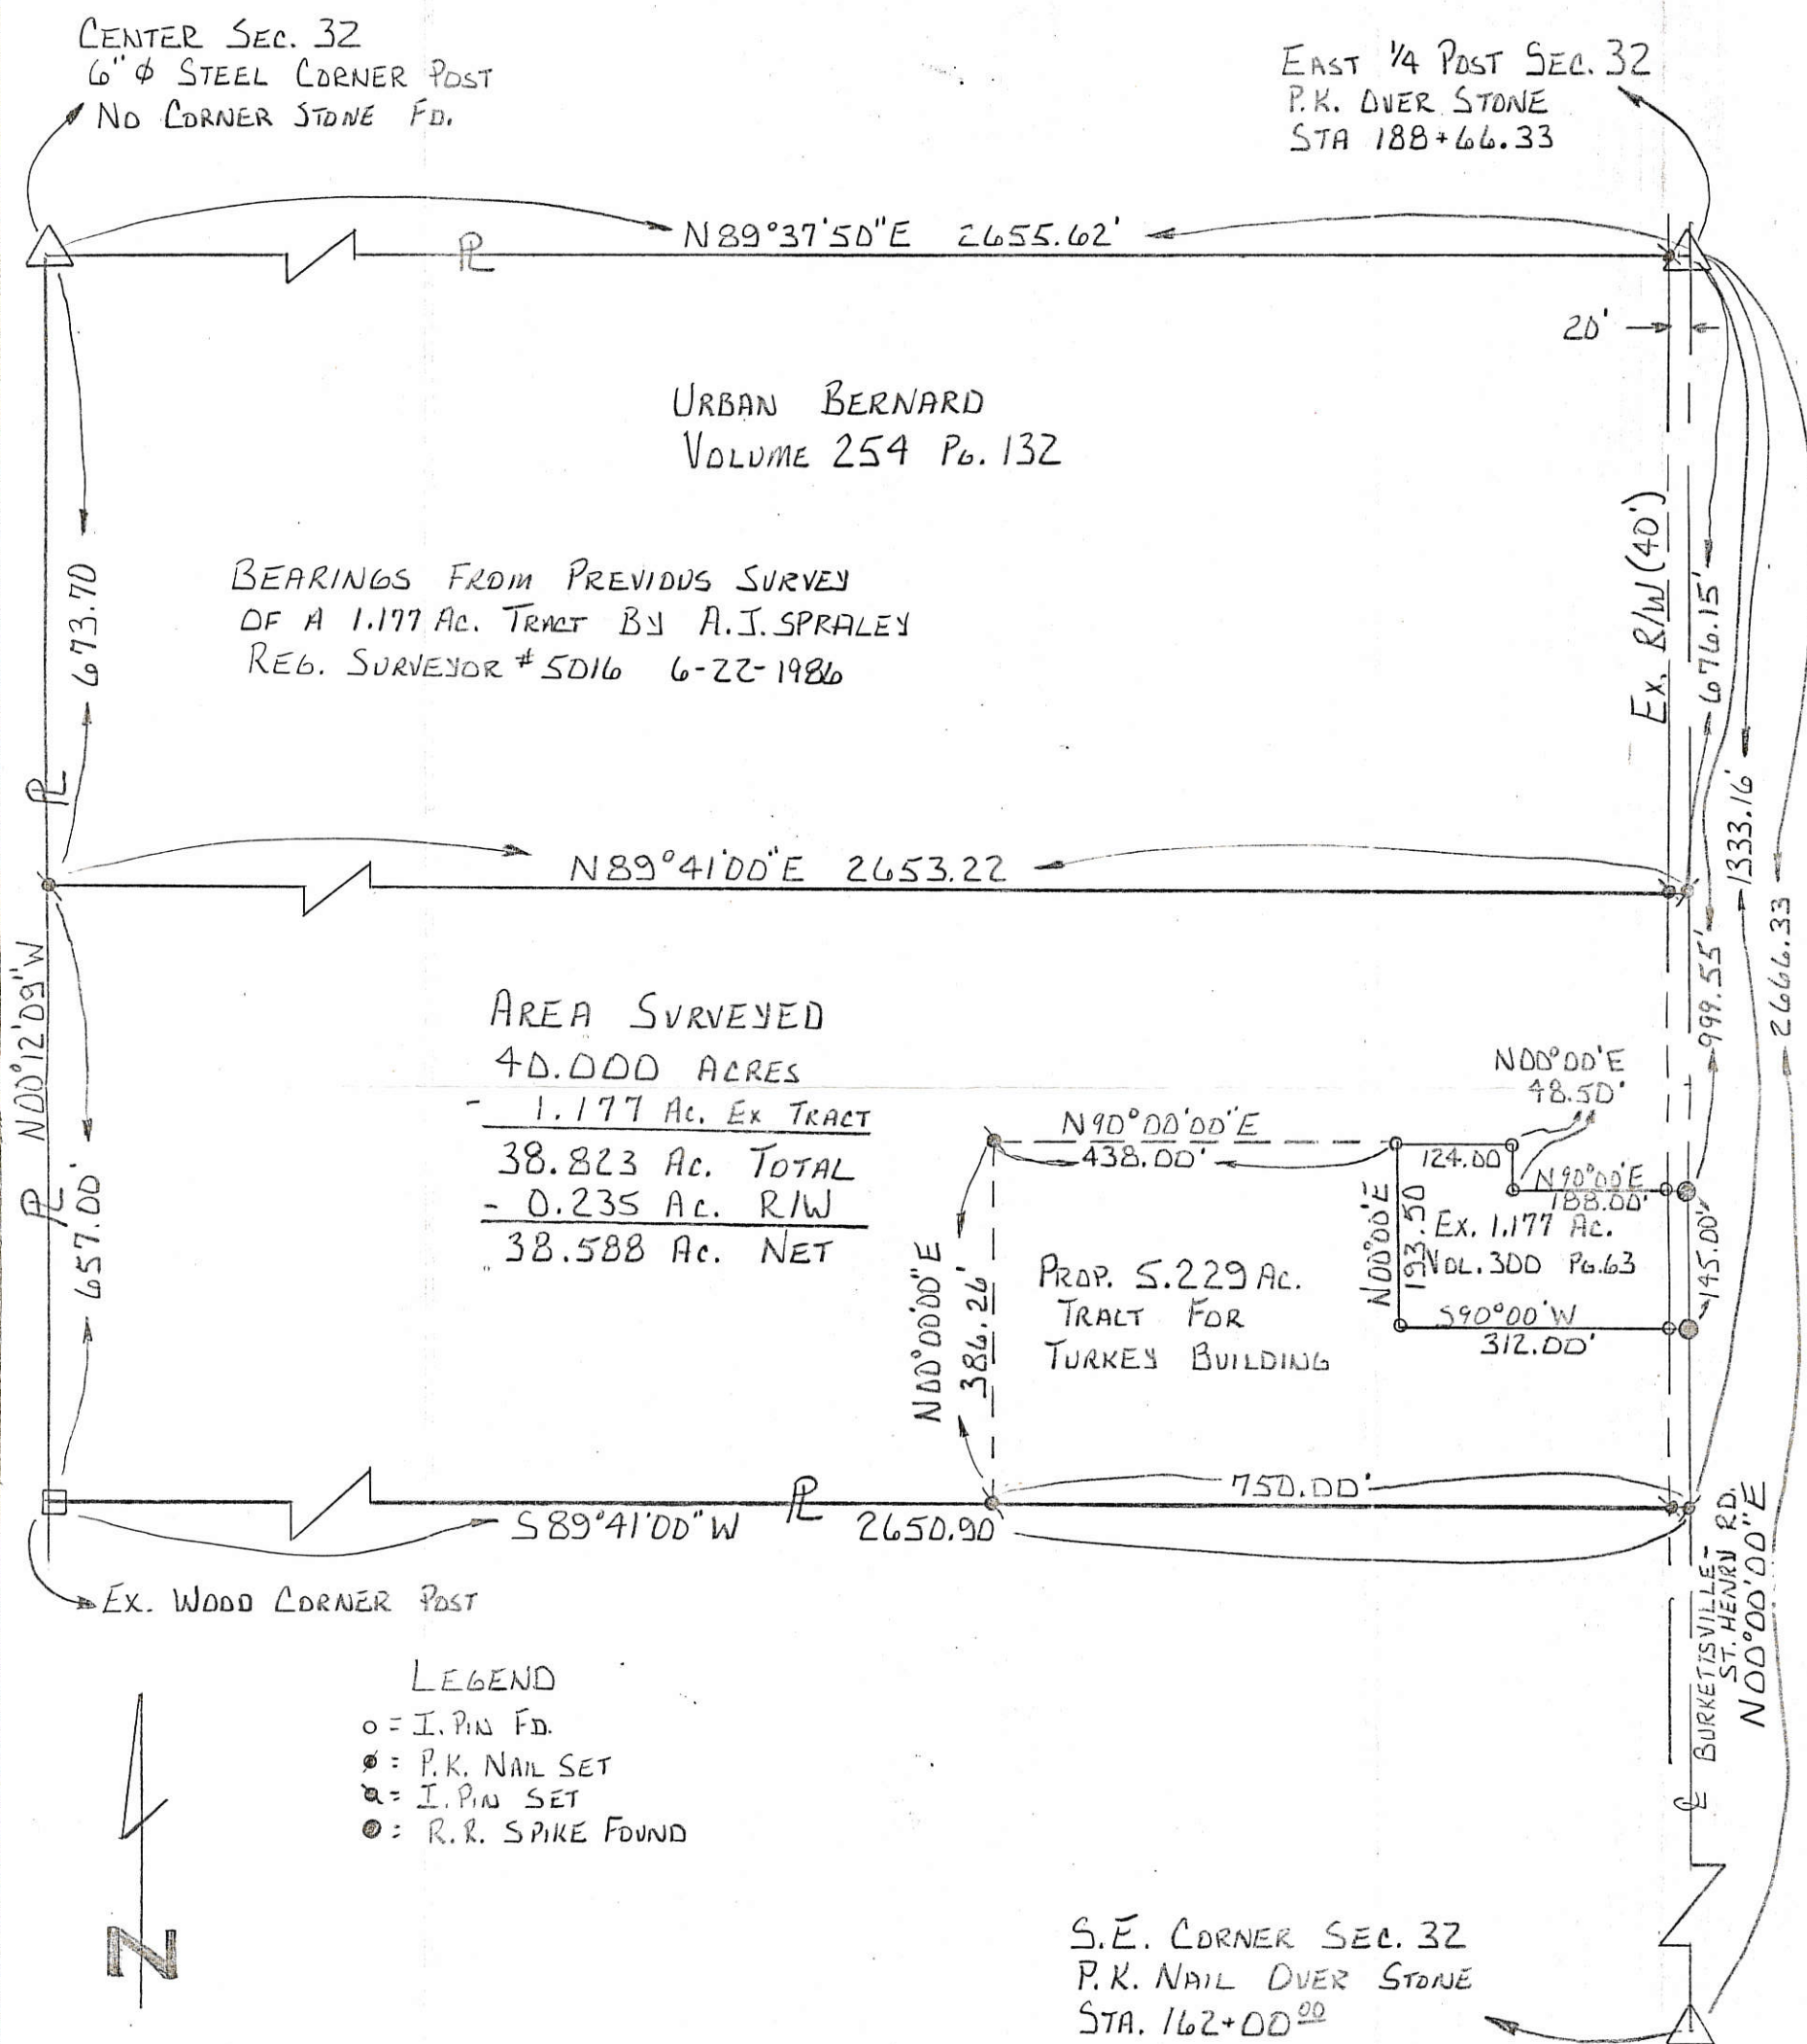 CENTER SEC. 32
6" ϕ STEEL CORNER POST
NO CORNER STONE FD.
EAST 1/4 POST SEC. 32
P.K. OVER STONE
STA 188+66.33
N89°37'50"E 2655.62'
PL
20'
URBAN BERNARD
VOLUME 254 PG. 132
BEARINGS FROM PREVIOUS SURVEY
OF A 1.177 AC. TRACT BY A.J. SPRALEY
REG. SURVEYOR #5016 6-22-1986
673.70
PL
Ex. R/W (40')
676.15'
1333.16'
999.55'
2666.33
N89°41'00"E 2653.22
N00°12'09"W
PL
657.00'
AREA SURVEYED
40.000 ACRES
- 1.177 AC. EX TRACT
38.823 AC. TOTAL
- 0.235 AC. R/W
38.588 AC. NET
N00°00'E
48.50'
N90°00'00"E
438.00'
124.00
N90°00'E
188.00'
N00°00'E
193.50
Ex. 1.177 AC.
VOL. 300 PG. 63
145.00'
S90°00'W
312.00'
N00°00'00"E
386.26'
PROP. 5.229 AC.
TRACT FOR
TURKEY BUILDING
750.00'
S89°41'00"W PL 2650.90
EX. WOOD CORNER POST
BURKETTSVILLE-
ST. HENRY RD.
N00°00'00"E
CL
LEGEND
o = I. PIN FD.
: P.K. NAIL SET
= I. PIN SET
: R.R. SPIKE FOUND
N
S.E. CORNER SEC. 32
P.K. NAIL OVER STONE
STA. 162+00 00